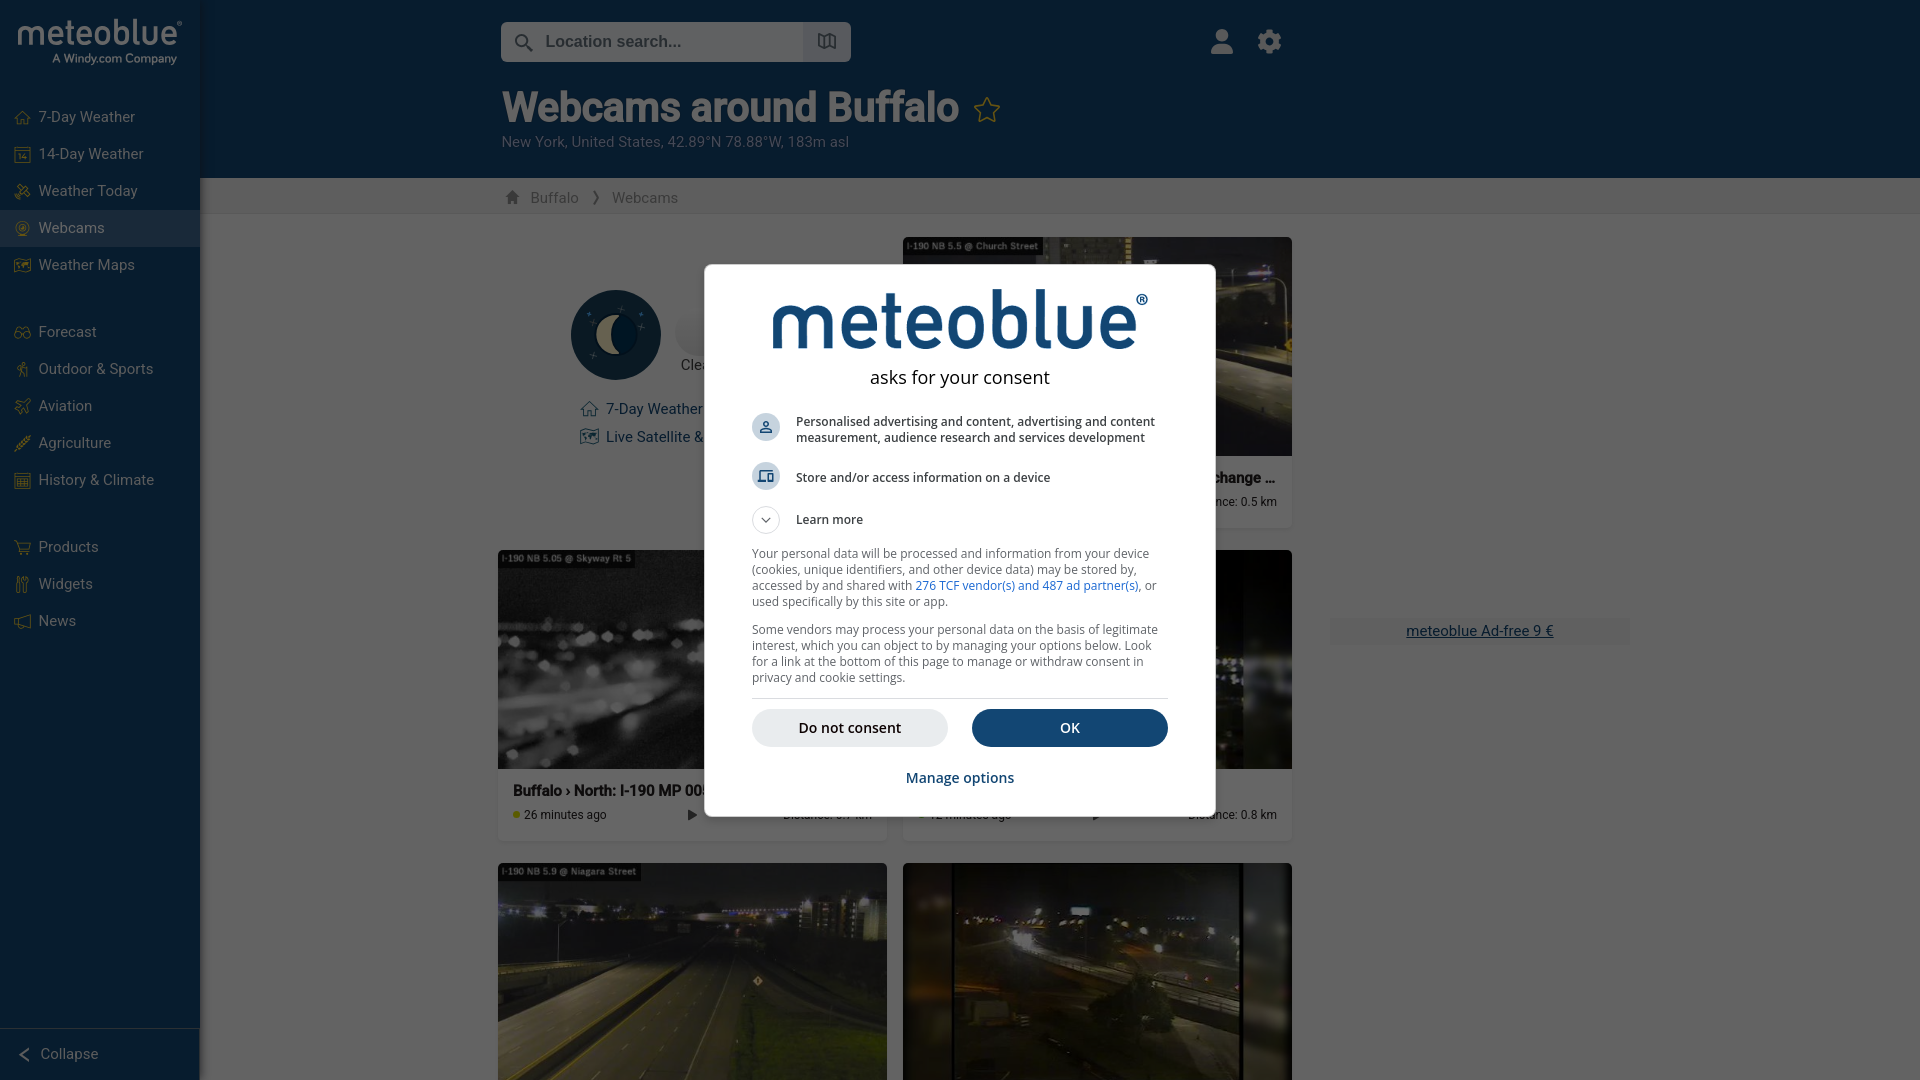 meteoblue®
A Windy.com Company
7-Day Weather
14-Day Weather
Weather Today
Webcams
Weather Maps
Forecast
Outdoor & Sports
Aviation
Agriculture
History & Climate
Products
Widgets
News
Collapse
Location search...
Webcams around Buffalo
New York, United States, 42.89°N 78.88°W, 183m asl
Buffalo
Webcams
I-190 NB 5.5 @ Church Street
7-Day Weather
Live Satellite &
change ...
0.5 km
I-190 NB 5.05 @ Skyway Rt 5
Buffalo › North: I-190 MP
26 minutes ago
0.8 km
I-190 NB 5.9 @ Niagara Street
meteoblue Ad-free 9 €
meteoblue®
asks for your consent
Personalised advertising and content, advertising and content
measurement, audience research and services development
Store and/or access information on a device
Learn more
Your personal data will be processed and information from your device
(cookies, unique identifiers, and other device data) may be stored by,
accessed by and shared with 276 TCF vendor(s) and 487 ad partner(s), or
used specifically by this site or app.
Some vendors may process your personal data on the basis of legitimate
interest, which you can object to by managing your options below. Look
for a link at the bottom of this page to manage or withdraw consent in
privacy and cookie settings.
Do not consent
OK
Manage options